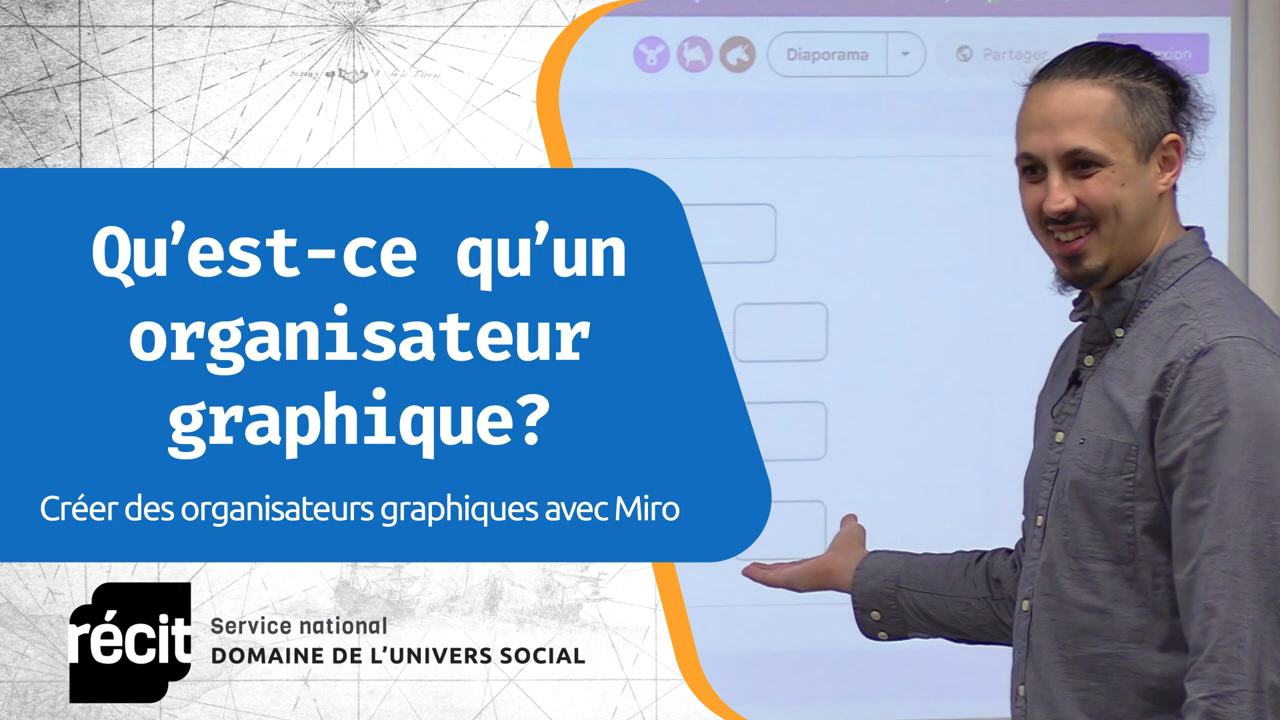 Diaporama
Partager
Qu’est-ce qu’un
organisateur
graphique?
Créer des organisateurs graphiques avec Miro
récit
Service national
DOMAINE DE L’UNIVERS SOCIAL